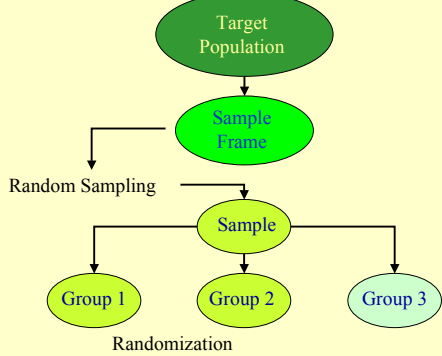 Target
Population
Sample
Frame
Random Sampling
Sample
Group 1
Group 2
Group 3
Randomization